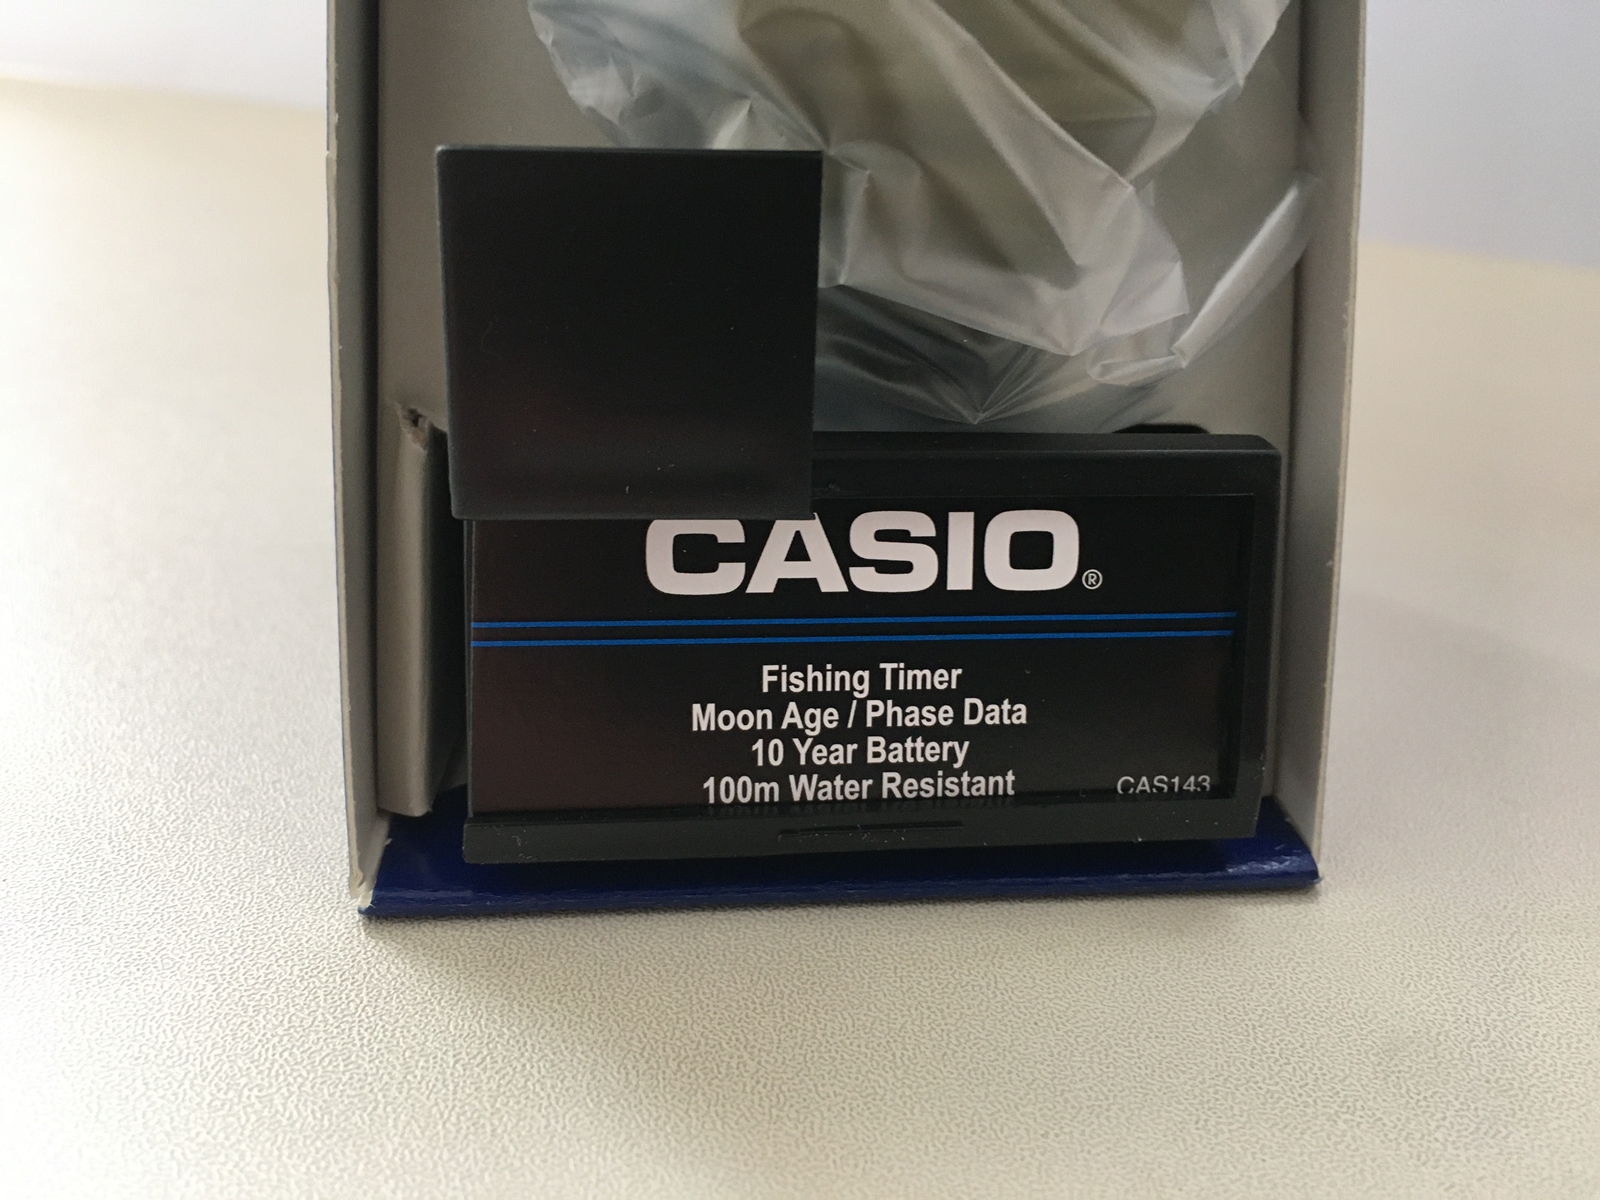 CASIO®
Fishing Timer
Moon Age / Phase Data
10 Year Battery
100m Water Resistant
CAS143